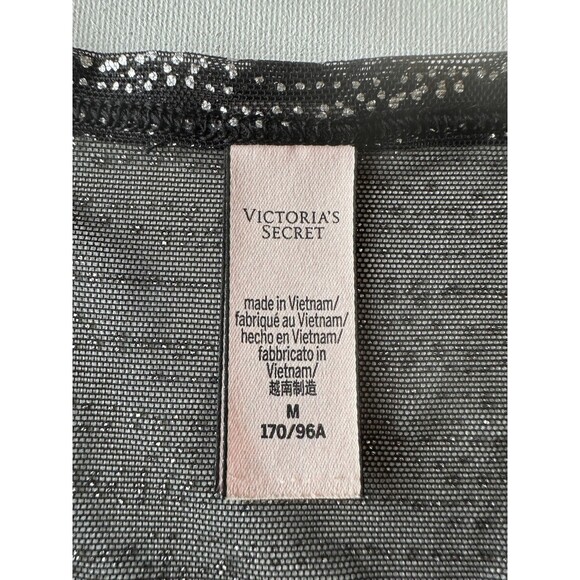 VICTORIA'S
SECRET
made in Vietnam/
fabriqué au Vietnam/
hecho en Vietnam/
fabbricato in
Vietnam/
越南制造
M
170/96A